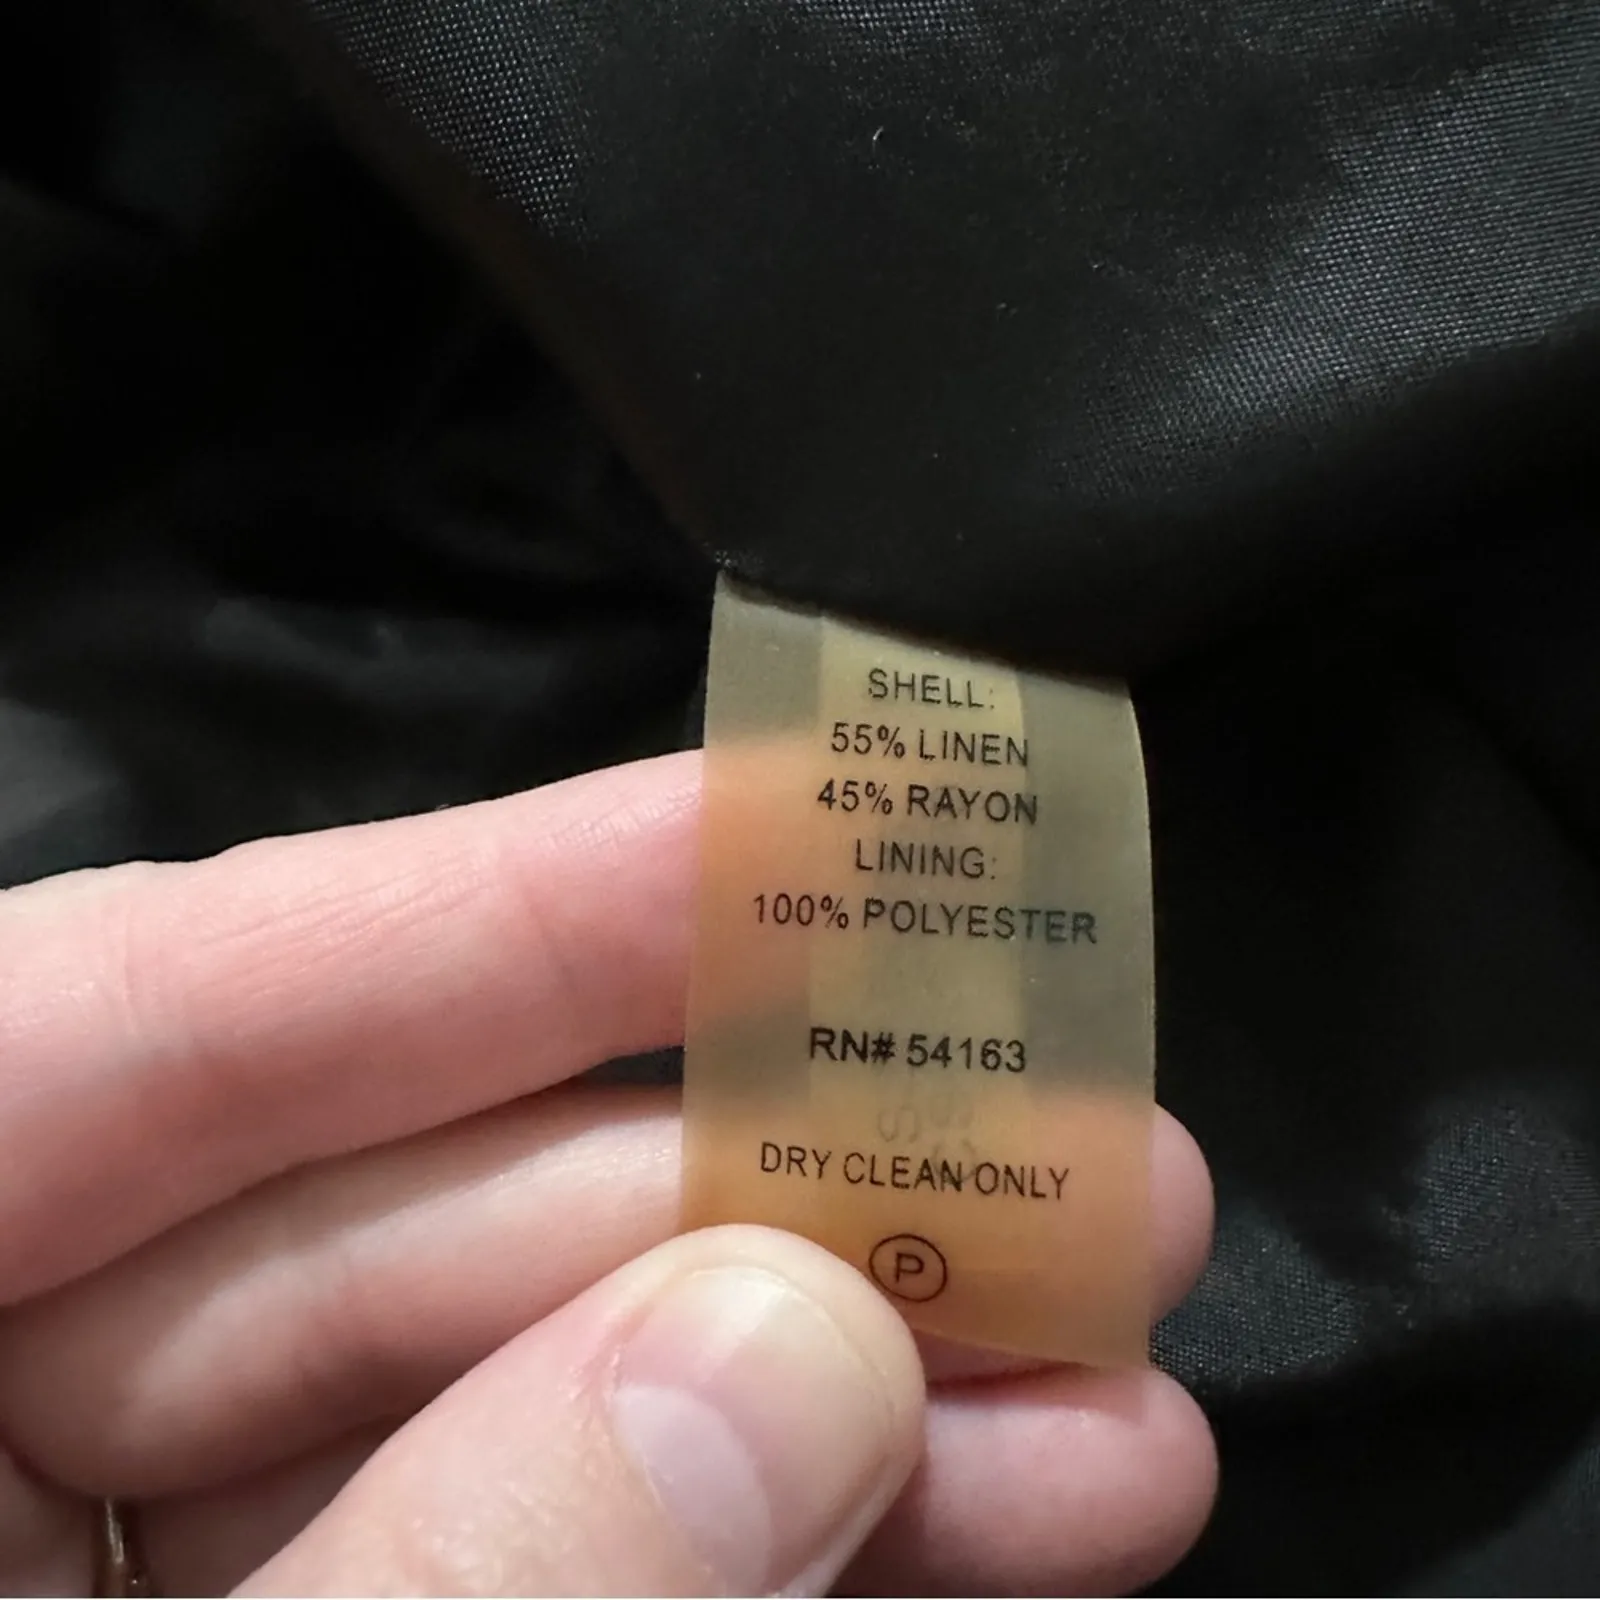 SHELL:
55% LINEN
45% RAYON
LINING:
100% POLYESTER
RN# 54163
DRY CLEAN ONLY
P